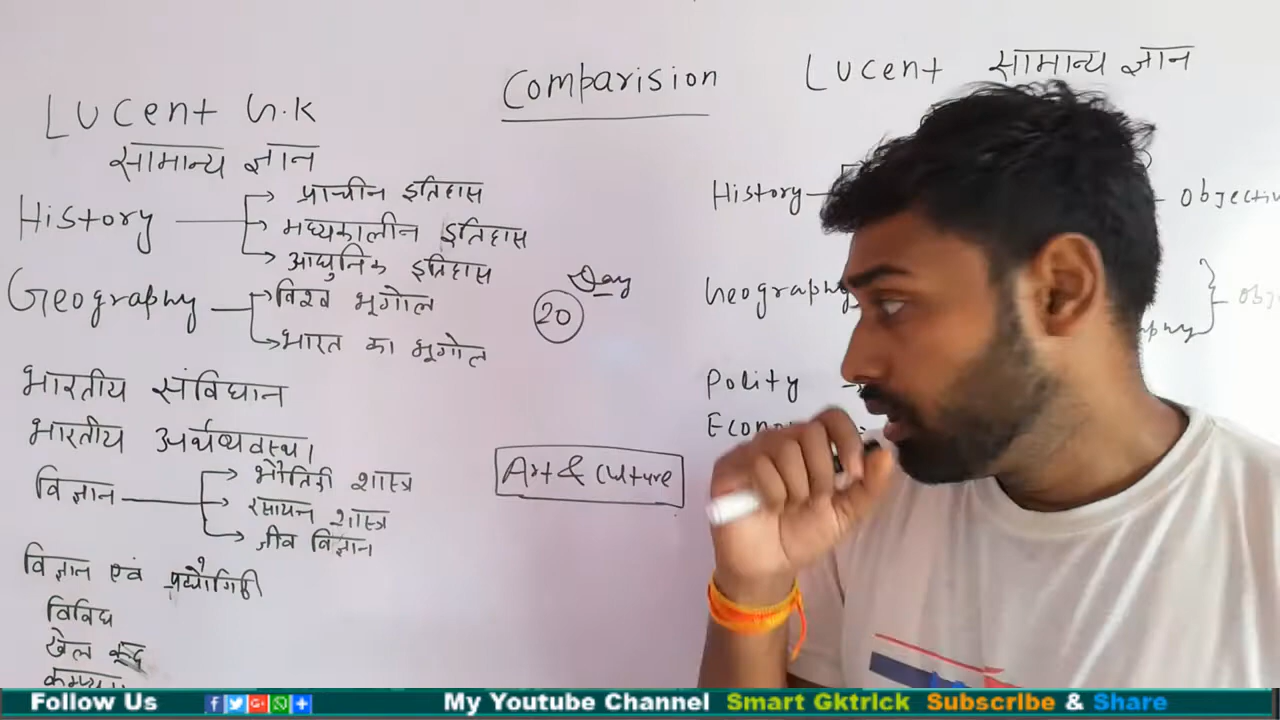 Comparision
LUCENT G.K
सामान्य ज्ञान
History
प्राचीन इतिहास
मध्यकालीन इतिहास
आधुनिक इतिहास
Geography
विश्व भूगोल
भारत का भूगोल
Day
20
भारतीय संविधान
भारतीय अर्थव्यवस्था
विज्ञान
भौतिकी शास्त्र
रसायन शास्त्र
जीव विज्ञान
विज्ञान एवं
विविध
खेल कूद
Art & Culture
LUCENT सामान्य ज्ञान
History
Geography
Polity
Follow Us My Youtube Channel Smart Gktrick Subscribe & Share